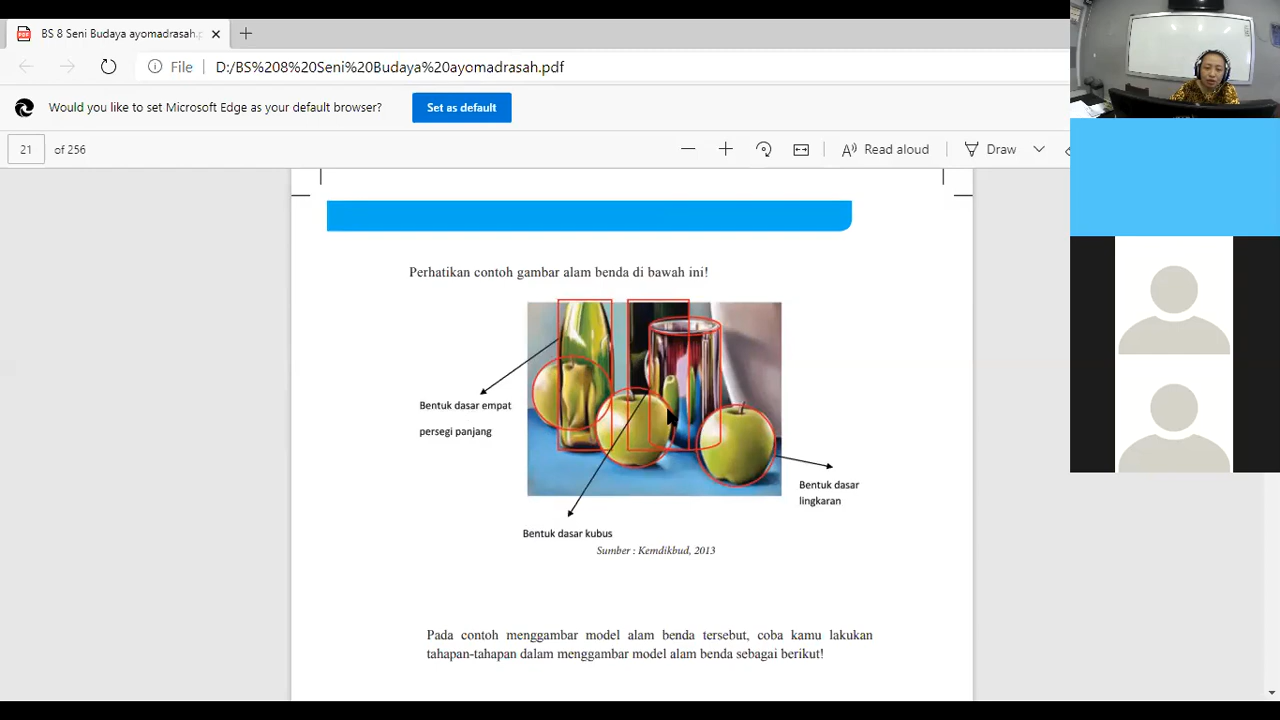 BS 8 Seni Budaya ayomadrasah.p
File D:/BS%208%20Seni%20Budaya%20ayomadrasah.pdf
Would you like to set Microsoft Edge as your default browser? Set as default
21 of 256 Read aloud Draw
Perhatikan contoh gambar alam benda di bawah ini!
Bentuk dasar empat
persegi panjang
Bentuk dasar
lingkaran
Bentuk dasar kubus
Sumber : Kemdikbud, 2013
Pada contoh menggambar model alam benda tersebut, coba kamu lakukan
tahapan-tahapan dalam menggambar model alam benda sebagai berikut!